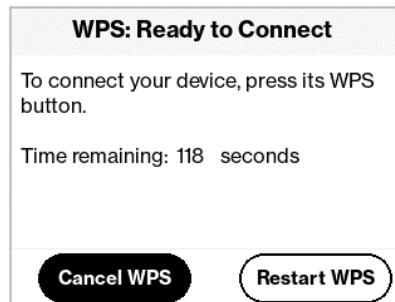 WPS: Ready to Connect
To connect your device, press its WPS
button.
Time remaining: 118 seconds
Cancel WPS
Restart WPS